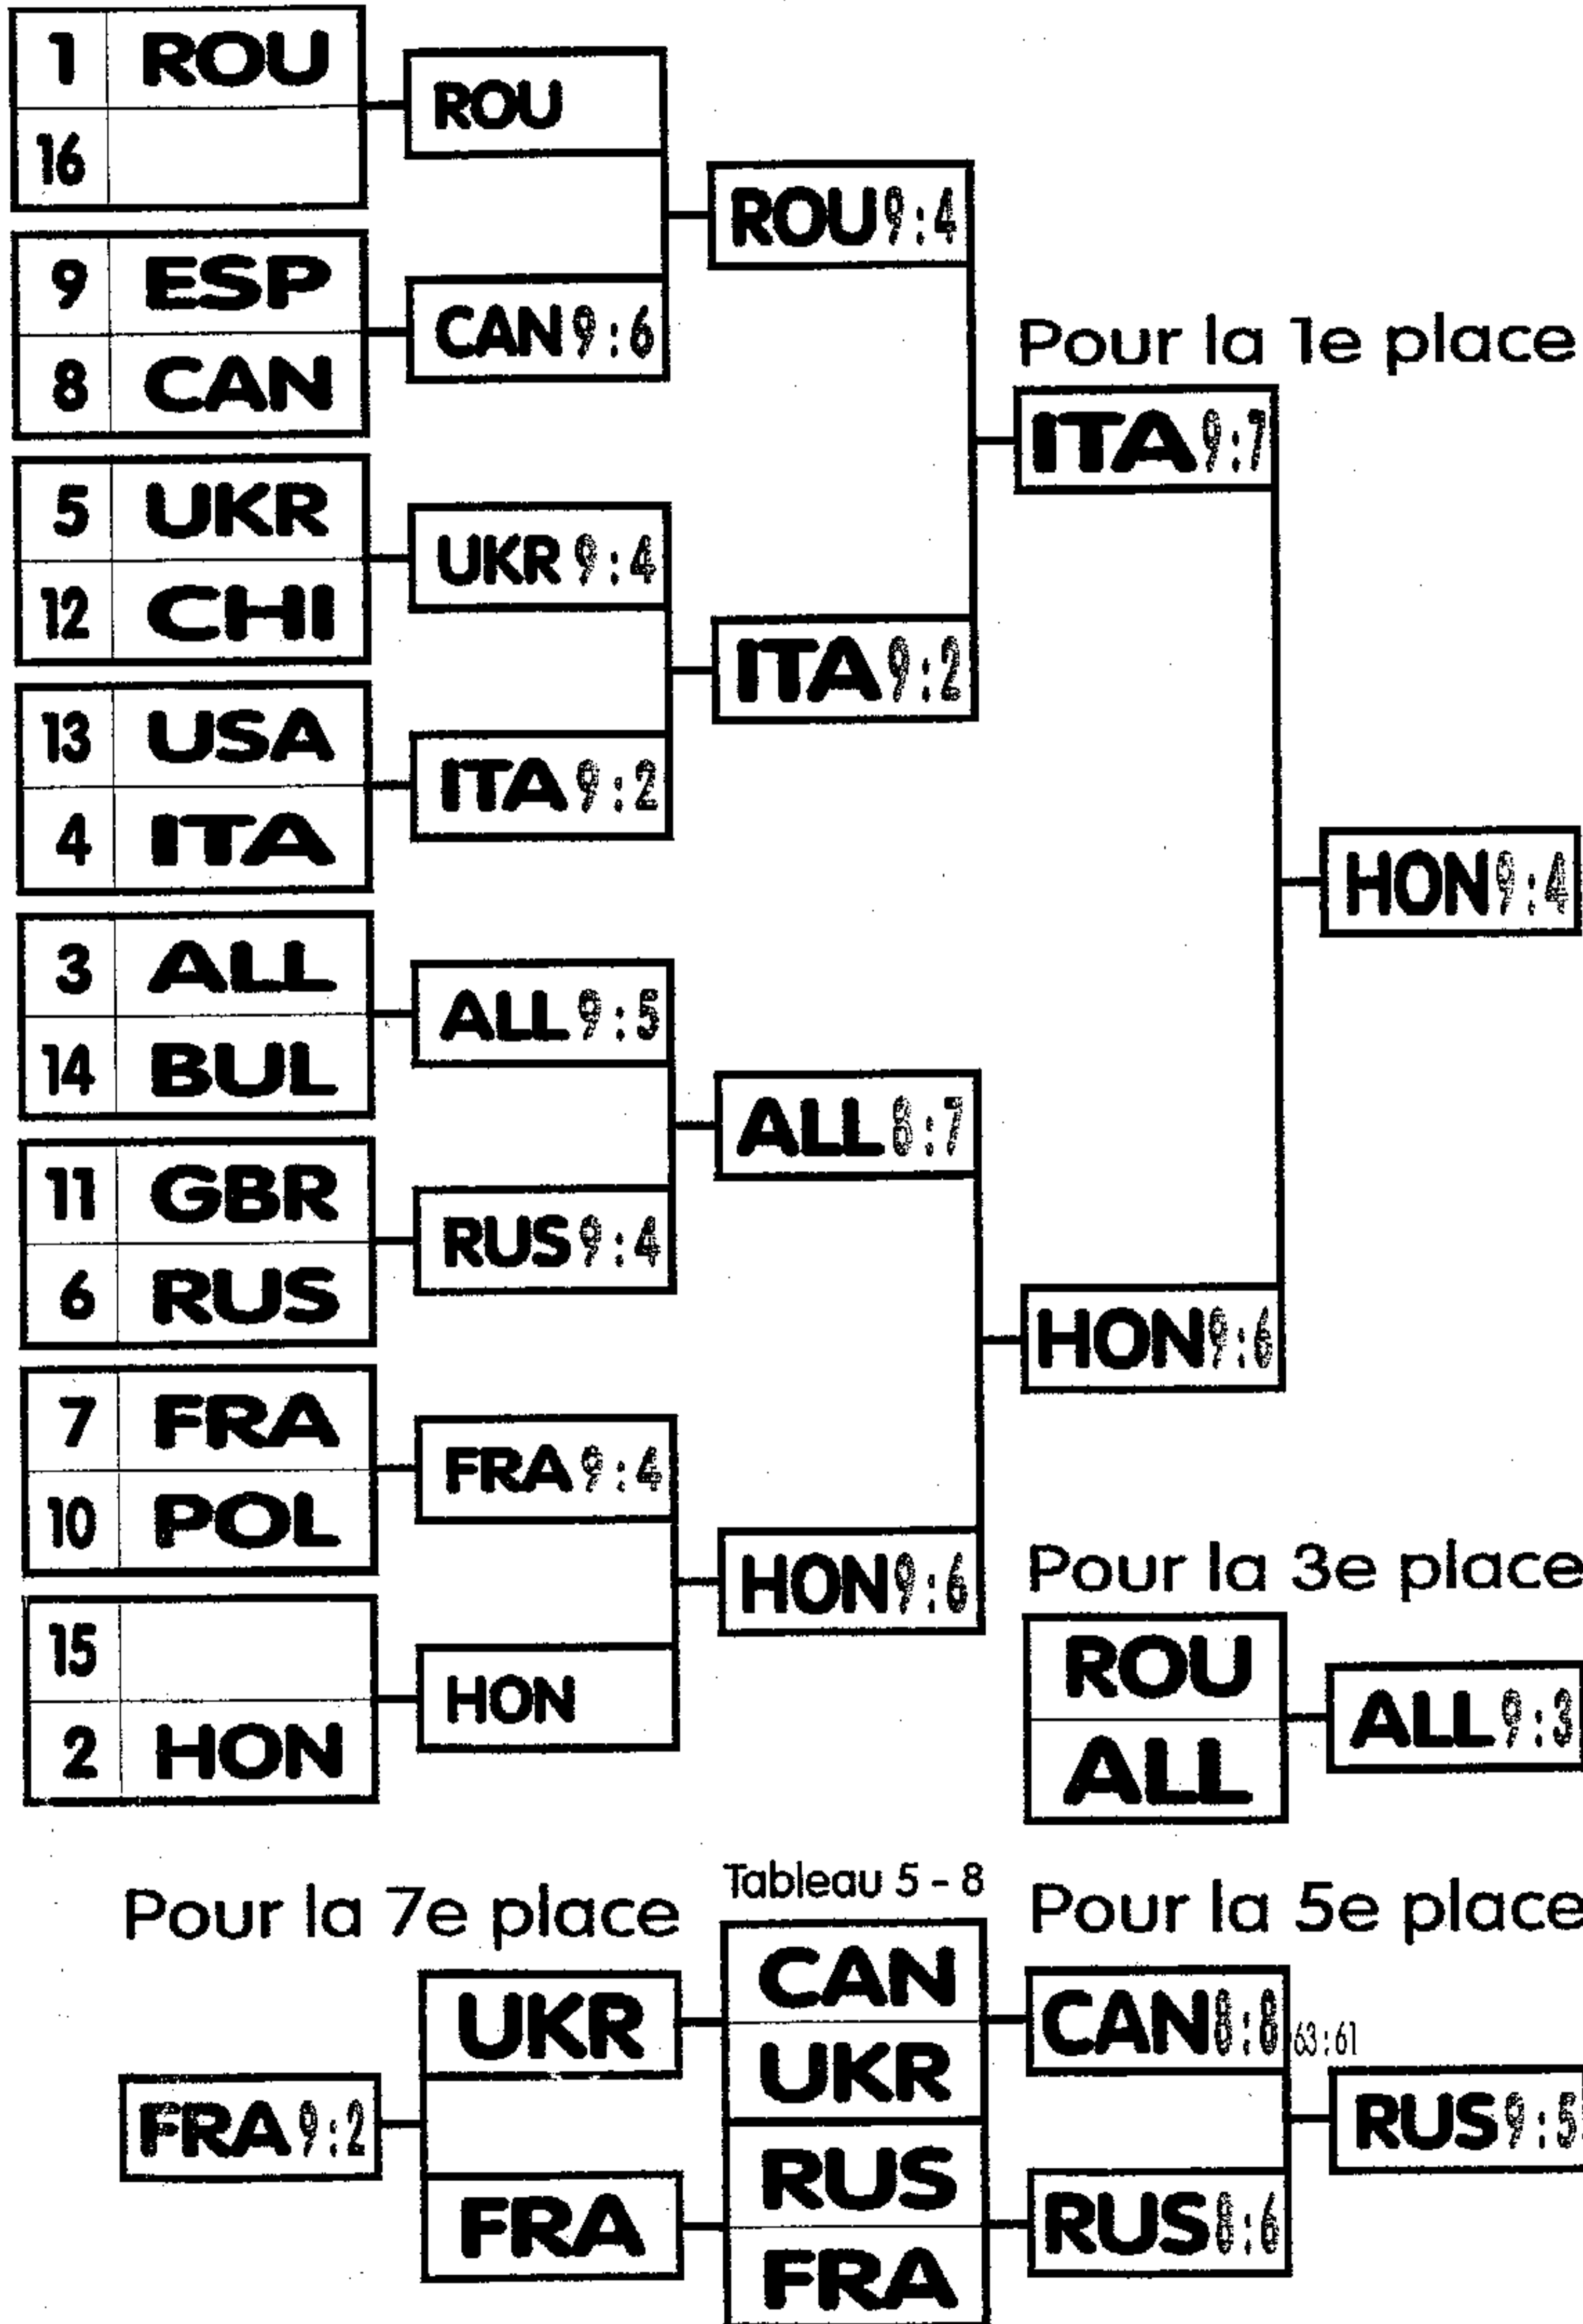 1 ROU
16
9 ESP
8 CAN
5 UKR
12 CHI
13 USA
4 ITA
3 ALL
14 BUL
11 GBR
6 RUS
7 FRA
10 POL
15
2 HON
ROU
CAN 9:6
UKR 9:4
ITA 9:2
ALL 9:5
RUS 9:4
FRA 9:4
HON
ROU 9:4
ITA 9:2
ALL 8:7
HON 9:6
Pour la 1e place
ITA 9:7
HON 9:6
HON 9:4
Pour la 3e place
ROU
ALL
ALL 9:3
Pour la 7e place
UKR
FRA
FRA 9:2
Tableau 5 - 8
CAN
UKR
RUS
FRA
Pour la 5e place
CAN 8:8 63:61
RUS 8:6
RUS 9:5